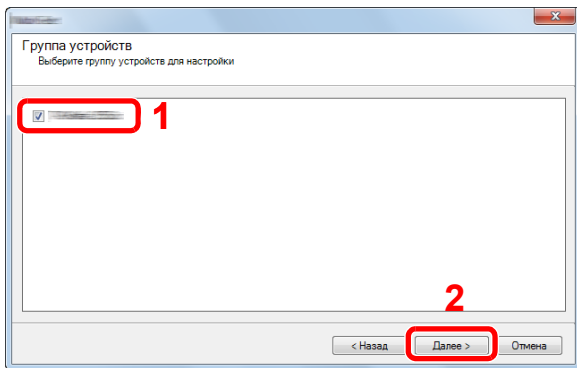 Группа устройств
Выберите группу устройств для настройки
1
2
< Назад
Далее >
Отмена